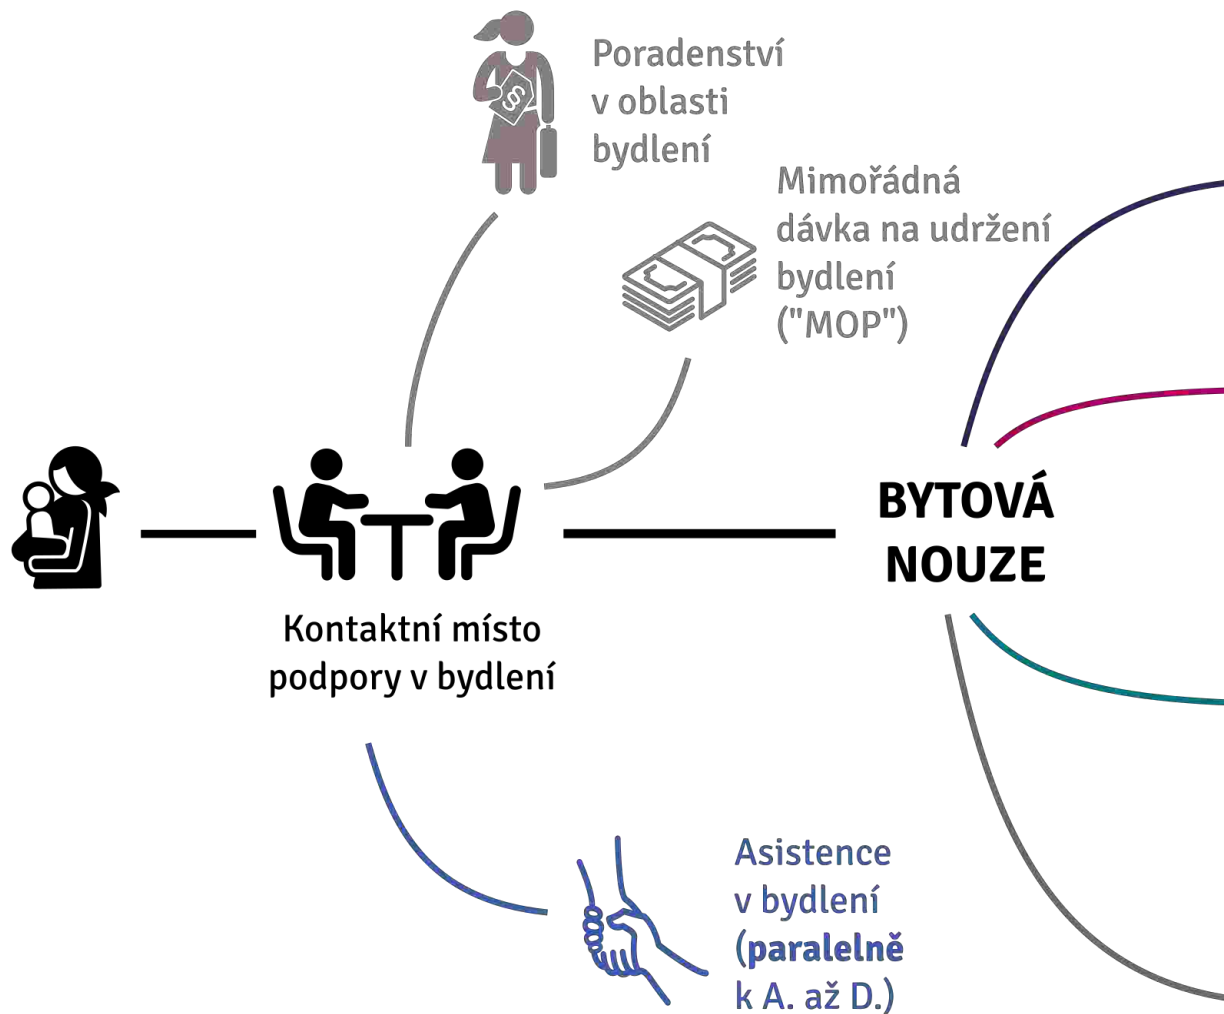 Poradenství
v oblasti
bydlení
§
Mimořádná
dávka na udržení
bydlení
("MOP")
BYTOVÁ
NOUZE
Kontaktní místo
podpory v bydlení
Asistence
v bydlení
(paralelně
k A. až D.)